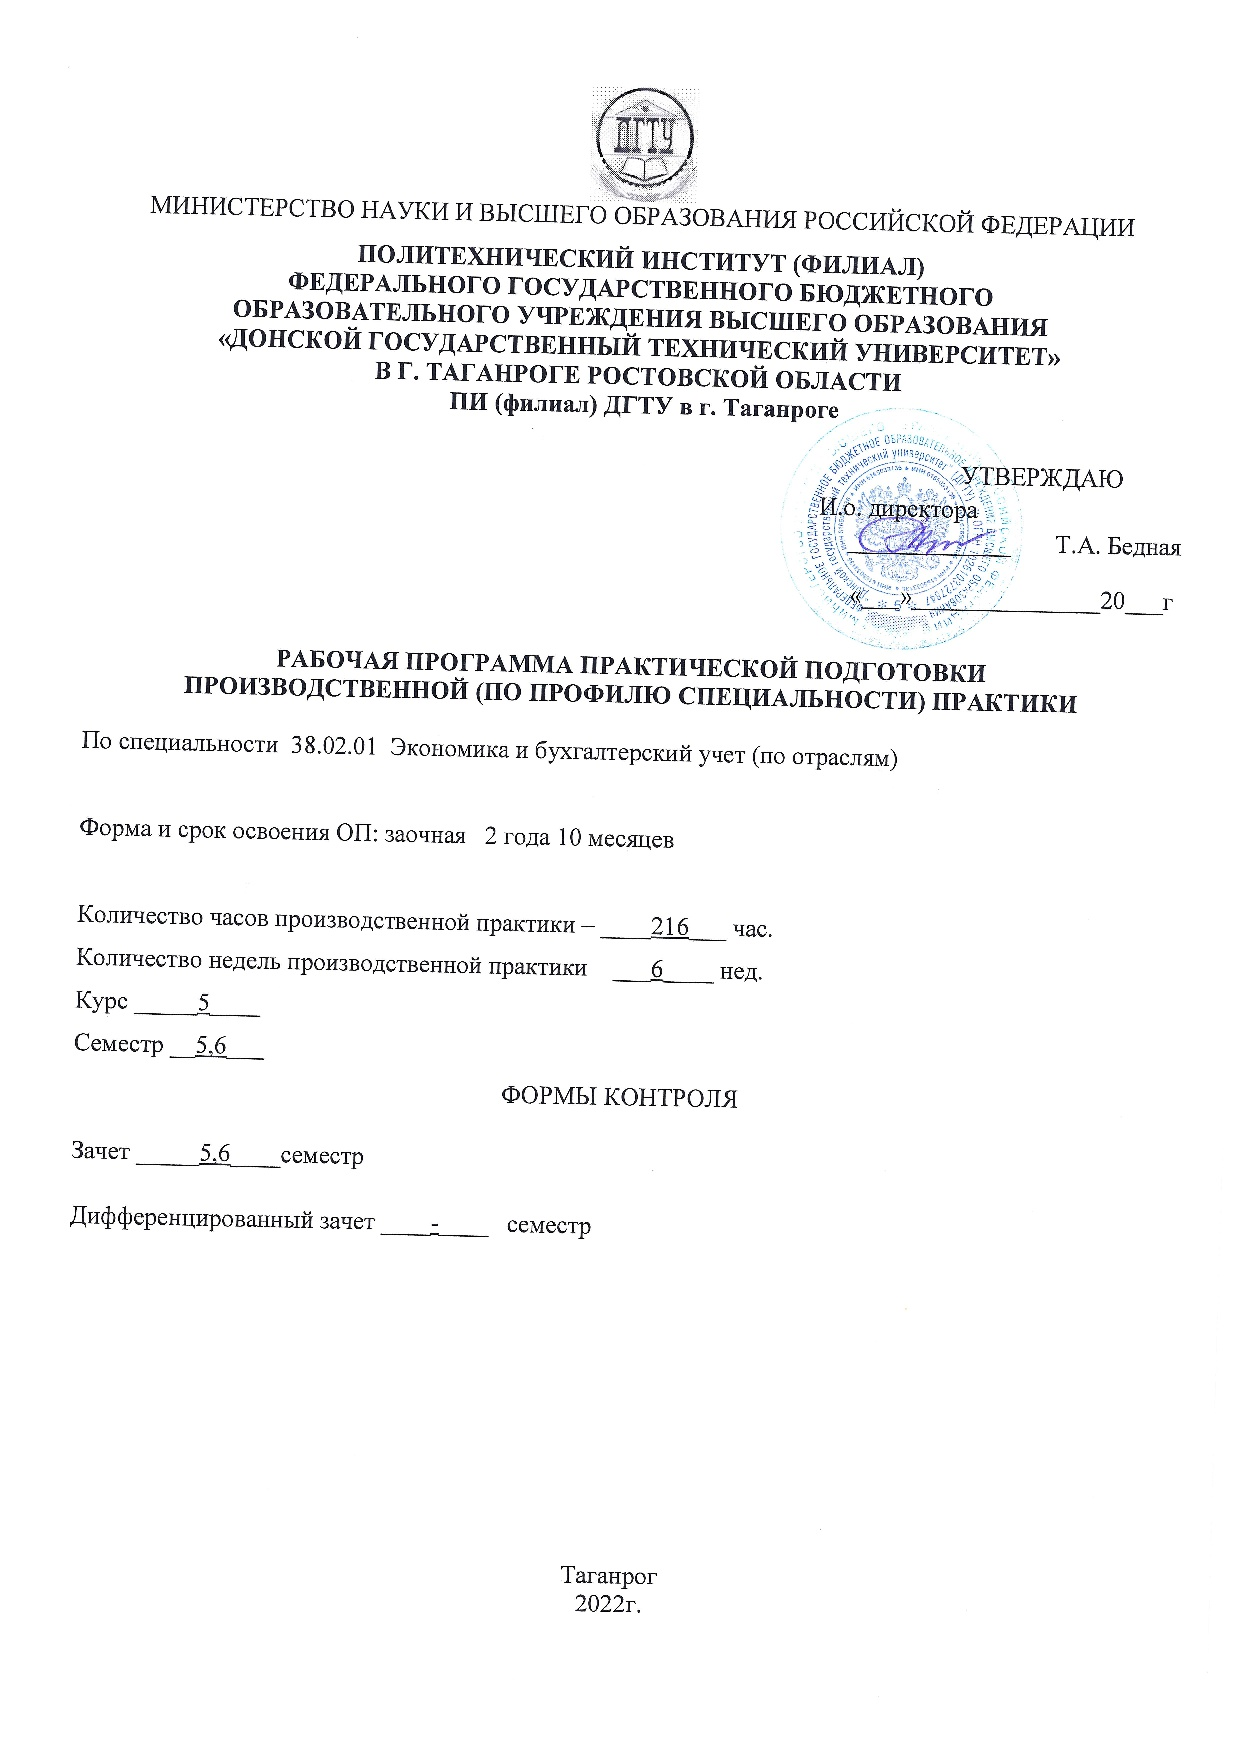 ДГТУ
МИНИСТЕРСТВО НАУКИ И ВЫСШЕГО ОБРАЗОВАНИЯ РОССИЙСКОЙ ФЕДЕРАЦИИ
ПОЛИТЕХНИЧЕСКИЙ ИНСТИТУТ (ФИЛИАЛ)
ФЕДЕРАЛЬНОГО ГОСУДАРСТВЕННОГО БЮДЖЕТНОГО
ОБРАЗОВАТЕЛЬНОГО УЧРЕЖДЕНИЯ ВЫСШЕГО ОБРАЗОВАНИЯ
«ДОНСКОЙ ГОСУДАРСТВЕННЫЙ ТЕХНИЧЕСКИЙ УНИВЕРСИТЕТ»
В Г. ТАГАНРОГЕ РОСТОВСКОЙ ОБЛАСТИ
ПИ (филиал) ДГТУ в г. Таганроге
УТВЕРЖДАЮ
И.о. директора
_____________ Т.А. Бедная
«___»_______________20___г
РАБОЧАЯ ПРОГРАММА ПРАКТИЧЕСКОЙ ПОДГОТОВКИ
ПРОИЗВОДСТВЕННОЙ (ПО ПРОФИЛЮ СПЕЦИАЛЬНОСТИ) ПРАКТИКИ
По специальности 38.02.01 Экономика и бухгалтерский учет (по отраслям)
Форма и срок освоения ОП: заочная 2 года 10 месяцев
Количество часов производственной практики – ____216___ час.
Количество недель производственной практики ___6____ нед.
Курс _____5____
Семестр __5,6___
ФОРМЫ КОНТРОЛЯ
Зачет _____5,6____семестр
Дифференцированный зачет ____-____ семестр
Таганрог
2022г.